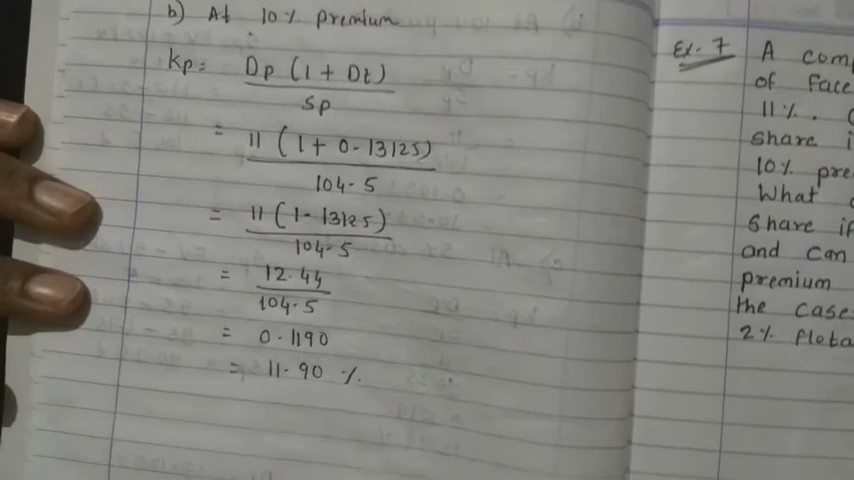 b) At 10% premium
Kp = Dp (1 + Dt)
Sp
= 11 (1 + 0.13125)
104.5
= 11 (1.13125)
104.5
= 12.44
104.5
= 0.1190
= 11.90 %.
Ex. 7 A com
of Face
11%.
share i
10% pre
What
Share if
and can
premium
the case
2% flota